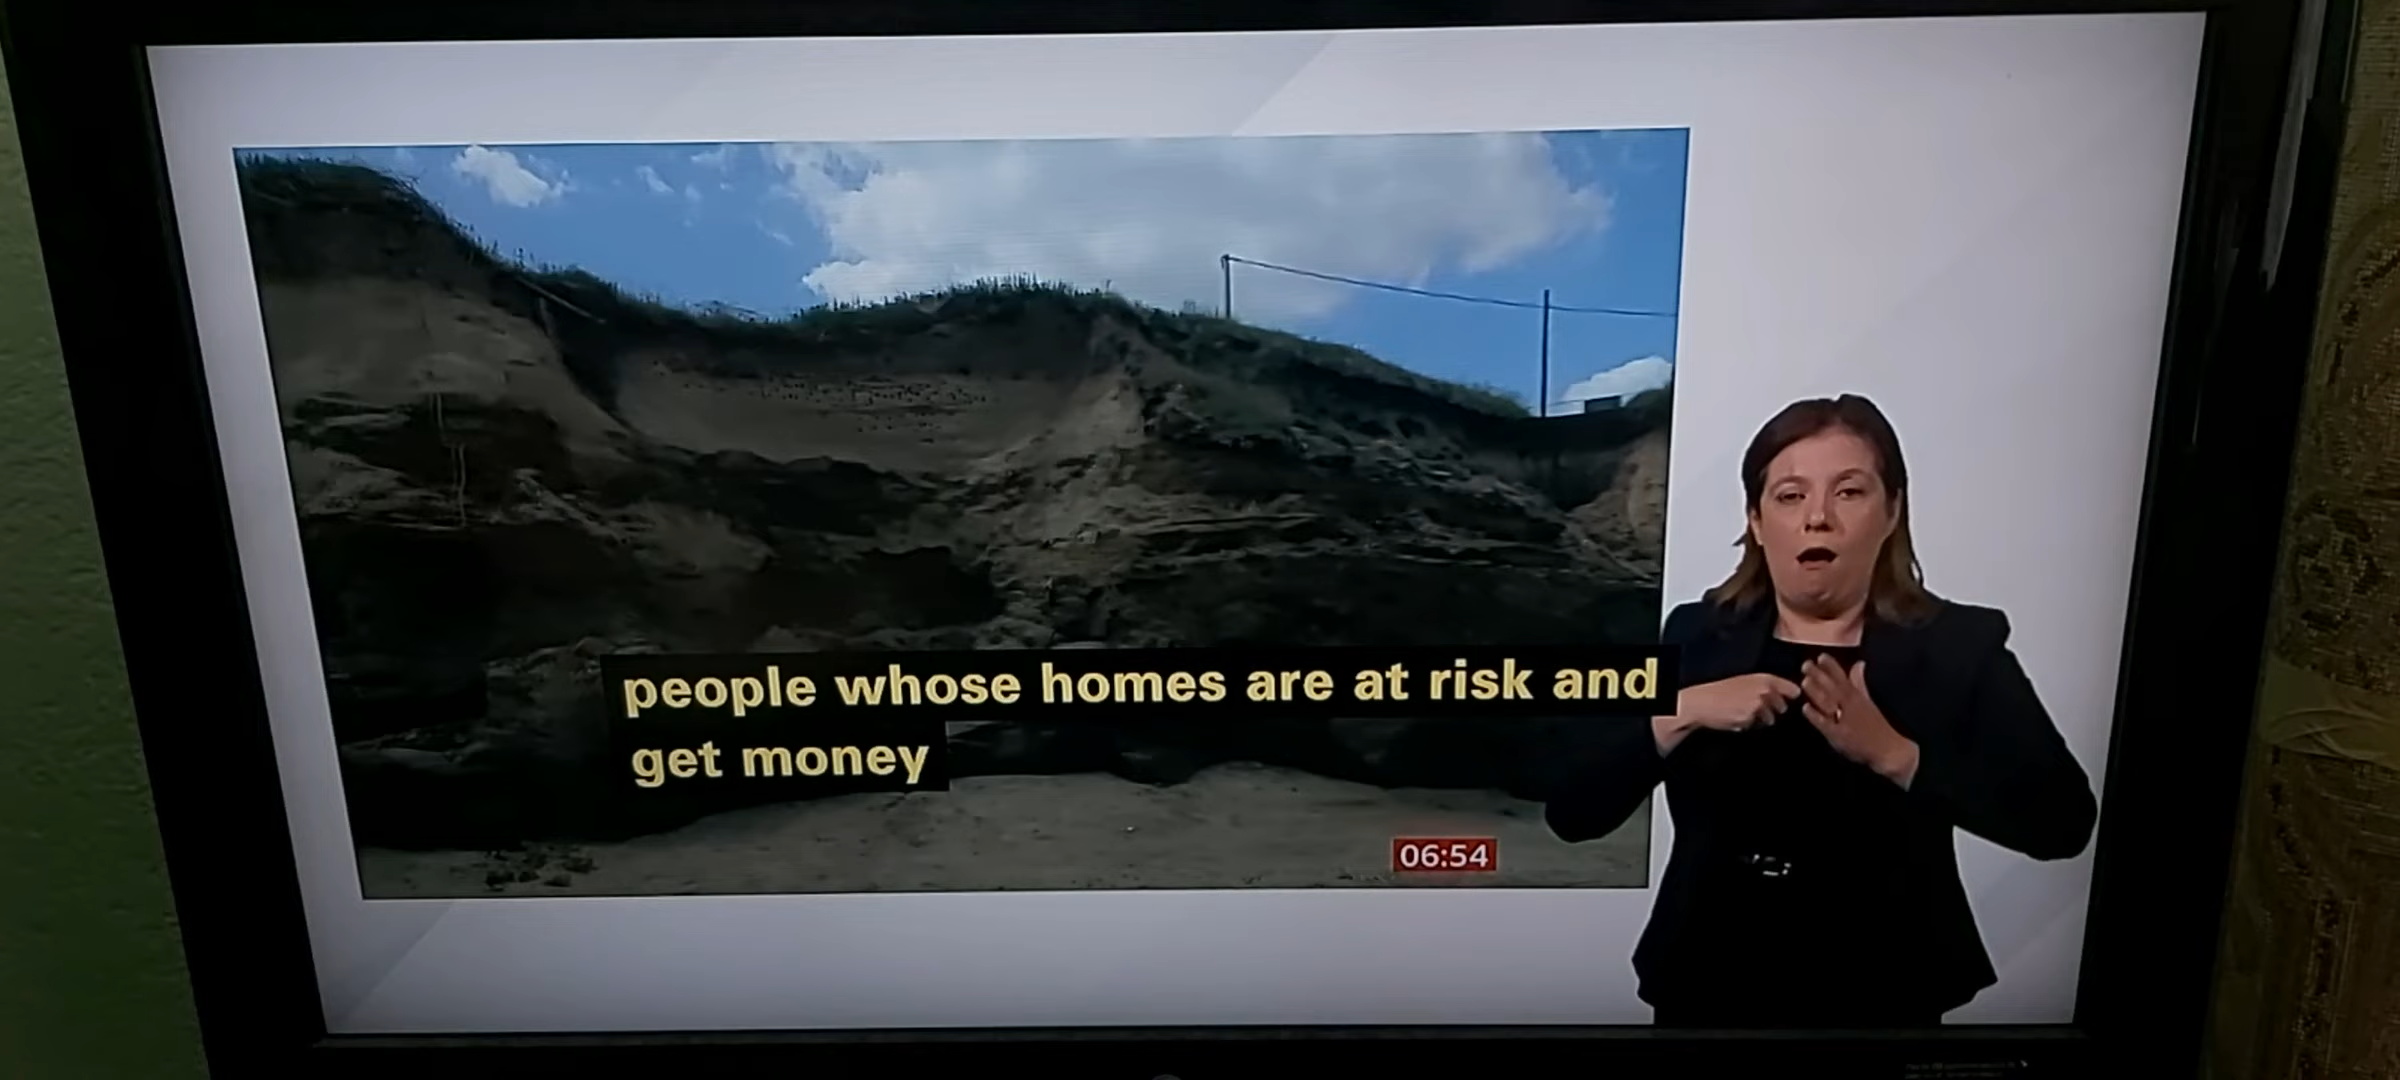 people whose homes are at risk and
get money
06:54